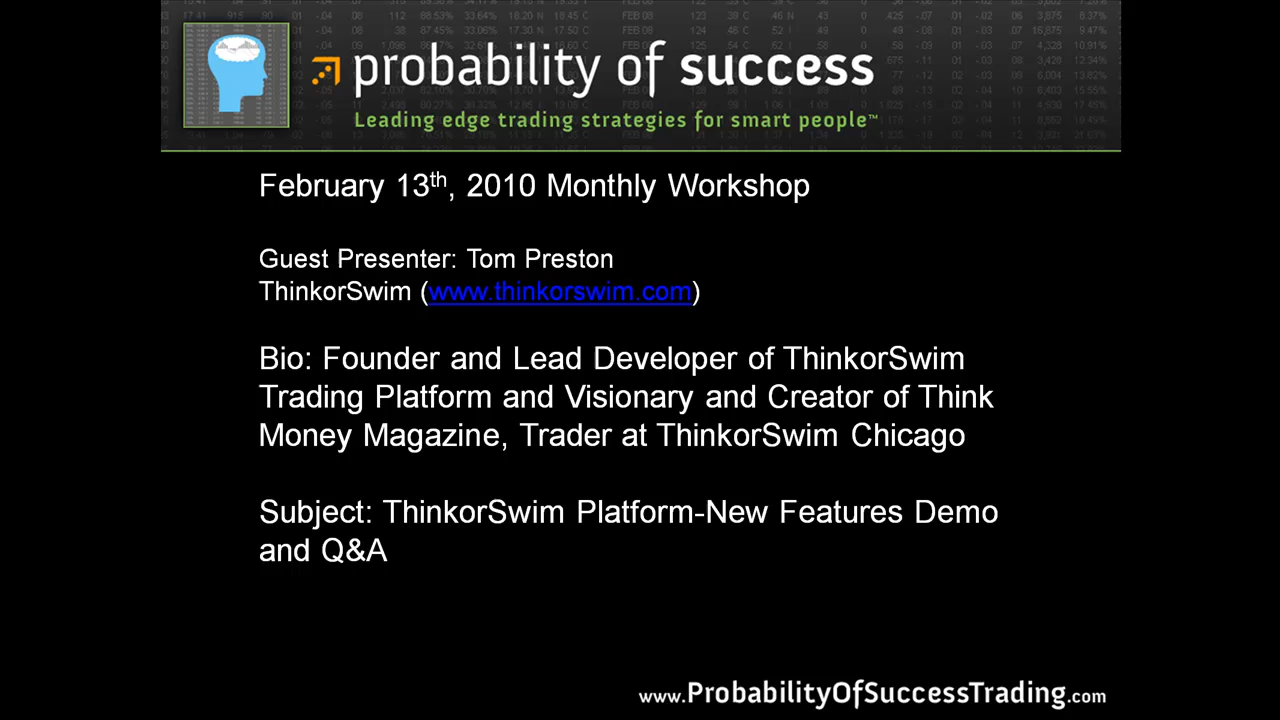 probability of success
Leading edge trading strategies for smart people™
February 13th, 2010 Monthly Workshop
Guest Presenter: Tom Preston
ThinkorSwim (www.thinkorswim.com)
Bio: Founder and Lead Developer of ThinkorSwim
Trading Platform and Visionary and Creator of Think
Money Magazine, Trader at ThinkorSwim Chicago
Subject: ThinkorSwim Platform-New Features Demo
and Q&A
www.ProbabilityOfSuccessTrading.com